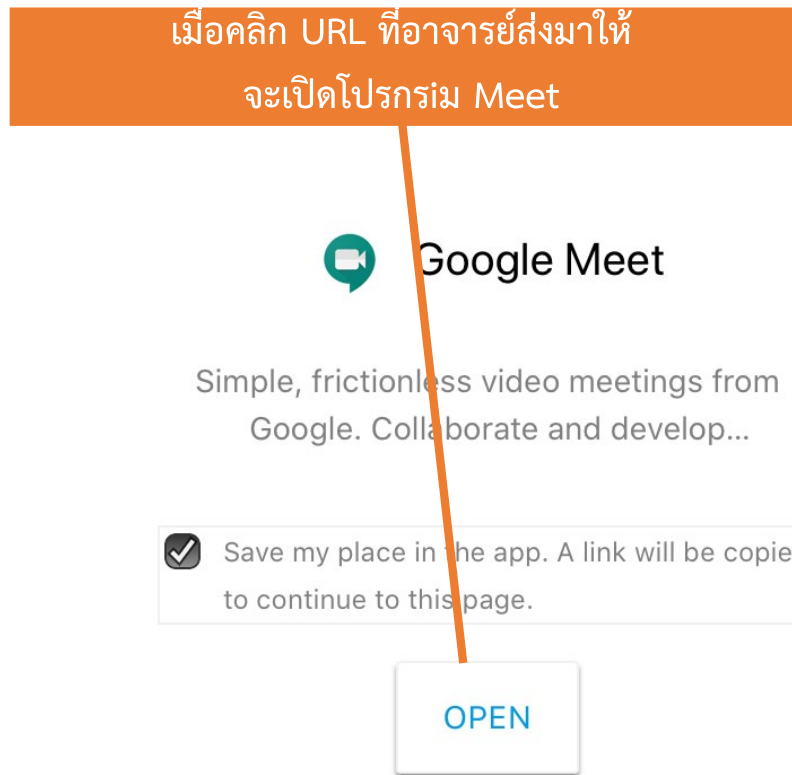 เมื่อคลิก URL ที่อาจารย์ส่งมาให้
จะเปิดโปรกรiม Meet
Google Meet
Simple, frictionless video meetings from
Google. Collaborate and develop...
Save my place in the app. A link will be copie
to continue to this page.
OPEN